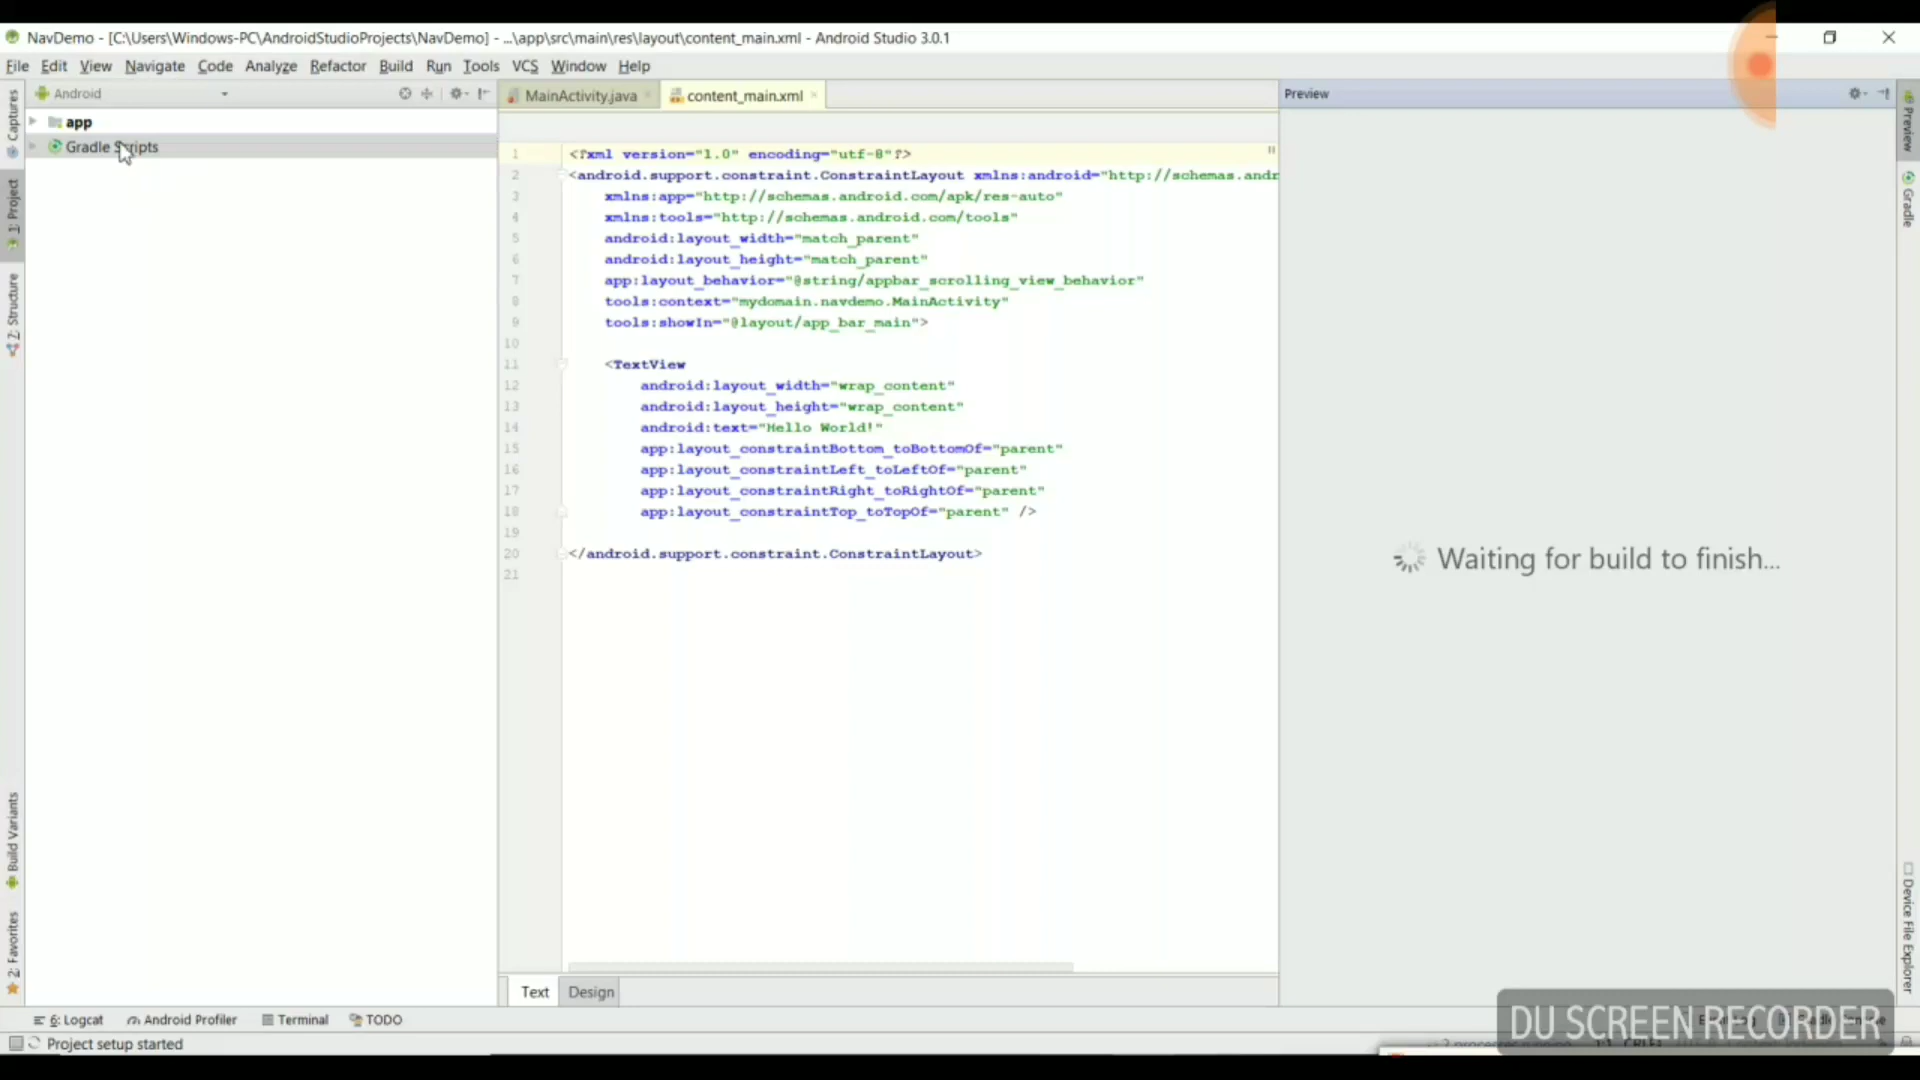 NavDemo - [C:\Users\Windows-PC\AndroidStudioProjects\NavDemo] - ...\app\src\main\res\layout\content_main.xml - Android Studio 3.0.1
File Edit View Navigate Code Analyze Refactor Build Run Tools VCS Window Help
Android
MainActivity.java
content_main.xml
Preview
app
Gradle Scripts
Captures
1: Project
7: Structure
Build Variants
2: Favorites
Preview
Gradle
Device File Explorer
1 <?xml version="1.0" encoding="utf-8"?>
2 <android.support.constraint.ConstraintLayout xmlns:android="http://schemas.andr
3 xmlns:app="http://schemas.android.com/apk/res-auto"
4 xmlns:tools="http://schemas.android.com/tools"
5 android:layout_width="match_parent"
6 android:layout_height="match_parent"
7 app:layout_behavior="@string/appbar_scrolling_view_behavior"
8 tools:context="mydomain.navdemo.MainActivity"
9 tools:showIn="@layout/app_bar_main">
10
11 <TextView
12 android:layout_width="wrap_content"
13 android:layout_height="wrap_content"
14 android:text="Hello World!"
15 app:layout_constraintBottom_toBottomOf="parent"
16 app:layout_constraintLeft_toLeftOf="parent"
17 app:layout_constraintRight_toRightOf="parent"
18 app:layout_constraintTop_toTopOf="parent" />
19
20 </android.support.constraint.ConstraintLayout>
21
Waiting for build to finish...
Text Design
6: Logcat Android Profiler Terminal TODO
Project setup started
DU SCREEN RECORDER